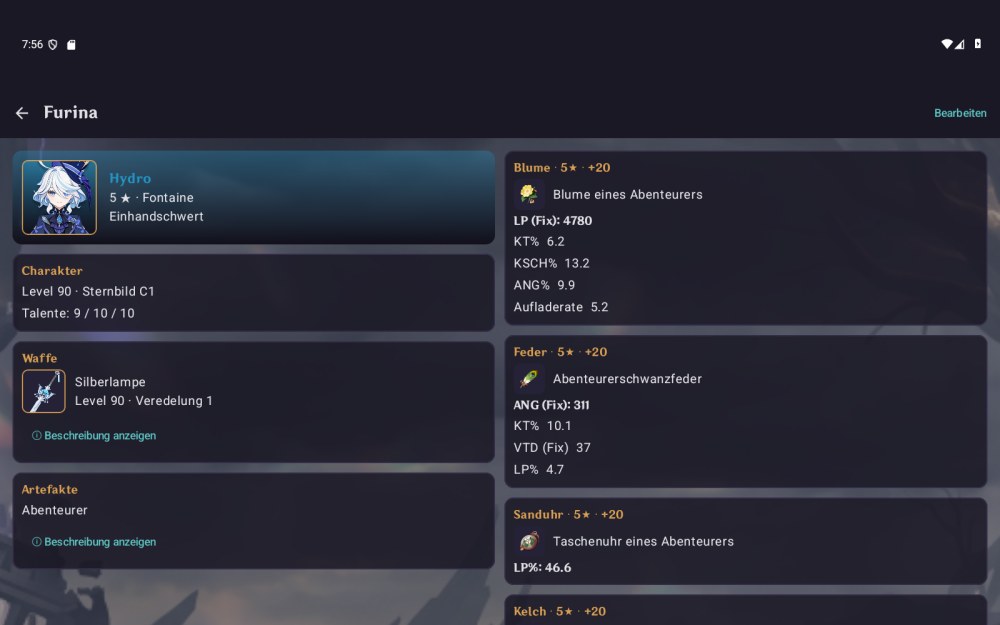 7:56
Furina
Bearbeiten
Hydro
5 ★ · Fontaine
Einhandschwert
Charakter
Level 90 · Sternbild C1
Talente: 9 / 10 / 10
Waffe
Silberlampe
Level 90 · Veredelung 1
Beschreibung anzeigen
Artefakte
Abenteurer
Beschreibung anzeigen
Blume · 5★ · +20
Blume eines Abenteurers
LP (Fix): 4780
KT% 6.2
KSCH% 13.2
ANG% 9.9
Aufladerate 5.2
Feder · 5★ · +20
Abenteurerschwanzfeder
ANG (Fix): 311
KT% 10.1
VTD (Fix) 37
LP% 4.7
Sanduhr · 5★ · +20
Taschenuhr eines Abenteurers
LP%: 46.6
Kelch · 5★ · +20